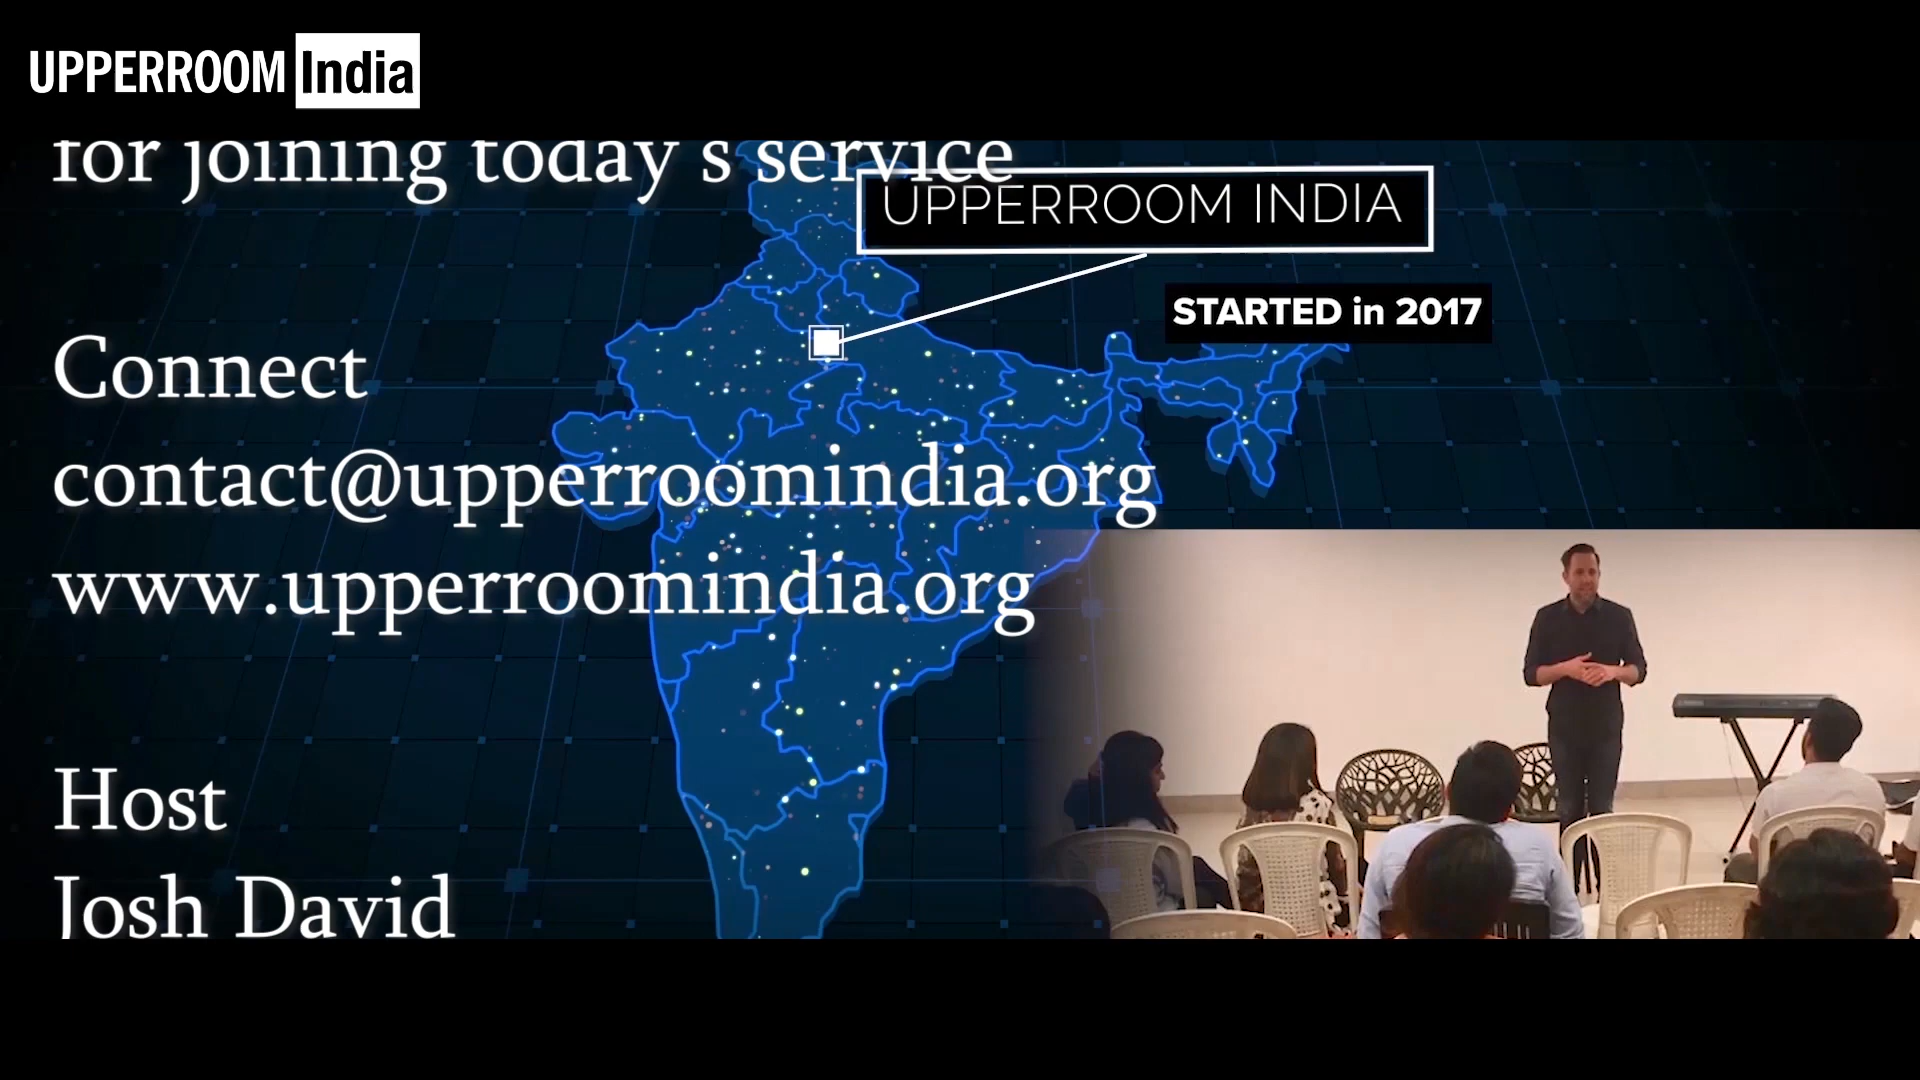 UPPERROOM India
for joining today's service
UPPERROOM INDIA
STARTED in 2017
Connect
contact@upperroomindia.org
www.upperroomindia.org
Host
Josh David